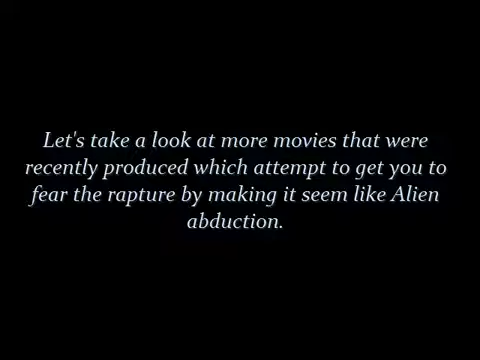 Let's take a look at more movies that were
recently produced which attempt to get you to
fear the rapture by making it seem like Alien
abduction.